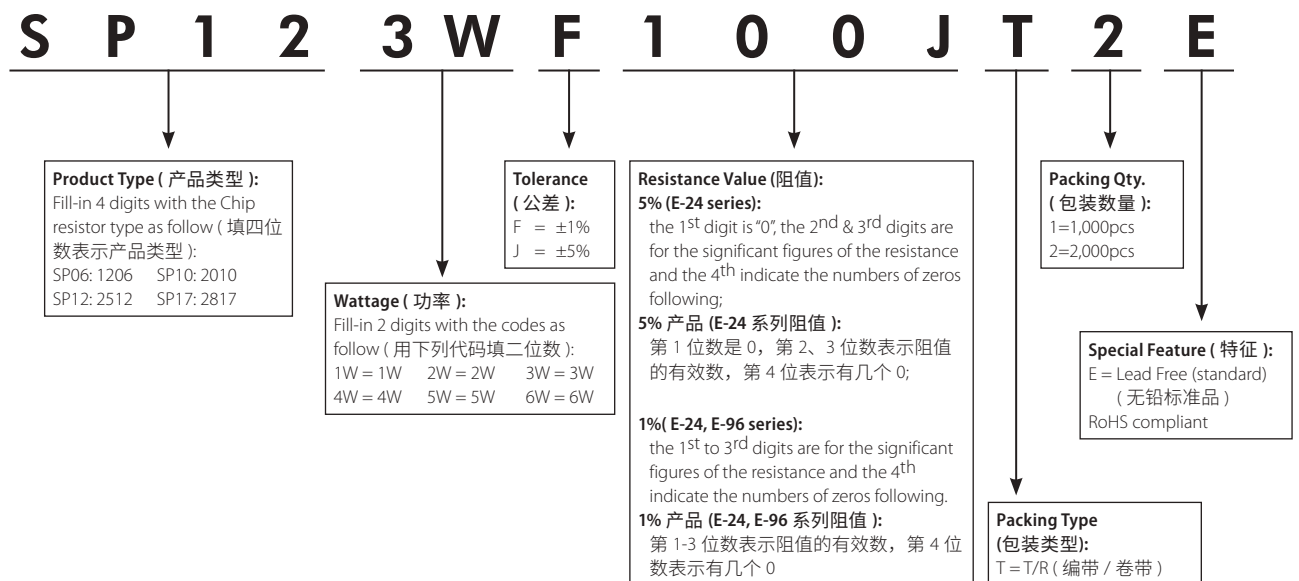 S P 1 2 3 W F 1 0 0 J T 2 E
Product Type ( 产品类型 ):
Fill-in 4 digits with the Chip
resistor type as follow ( 填四位
数表示产品类型 ):
SP06: 1206 SP10: 2010
SP12: 2512 SP17: 2817
Wattage ( 功率 ):
Fill-in 2 digits with the codes as
follow ( 用下列代码填二位数 ):
1W = 1W 2W = 2W 3W = 3W
4W = 4W 5W = 5W 6W = 6W
Tolerance
( 公差 ):
F = ±1%
J = ±5%
Resistance Value (阻值):
5% (E-24 series):
the 1st digit is "0", the 2nd & 3rd digits are
for the significant figures of the resistance
and the 4th indicate the numbers of zeros
following;
5% 产品 (E-24 系列阻值 ):
第 1 位数是 0，第 2、3 位数表示阻值
的有效数，第 4 位表示有几个 0;
1%( E-24, E-96 series):
the 1st to 3rd digits are for the significant
figures of the resistance and the 4th
indicate the numbers of zeros following.
1% 产品 (E-24, E-96 系列阻值 ):
第 1-3 位数表示阻值的有效数，第 4 位
数表示有几个 0
Packing Type
(包装类型):
T = T/R ( 编带 / 卷带 )
Packing Qty.
( 包装数量 ):
1=1,000pcs
2=2,000pcs
Special Feature ( 特征 ):
E = Lead Free (standard)
( 无铅标准品 )
RoHS compliant